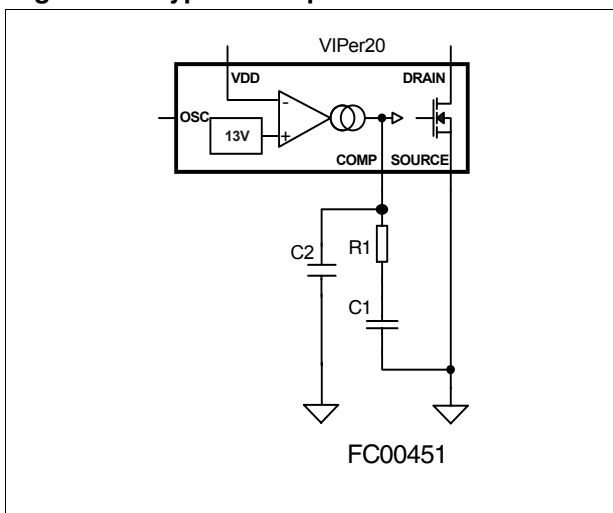 VIPer20
VDD
DRAIN
-
OSC
13V
+
COMP
SOURCE
C2
R1
C1
FC00451